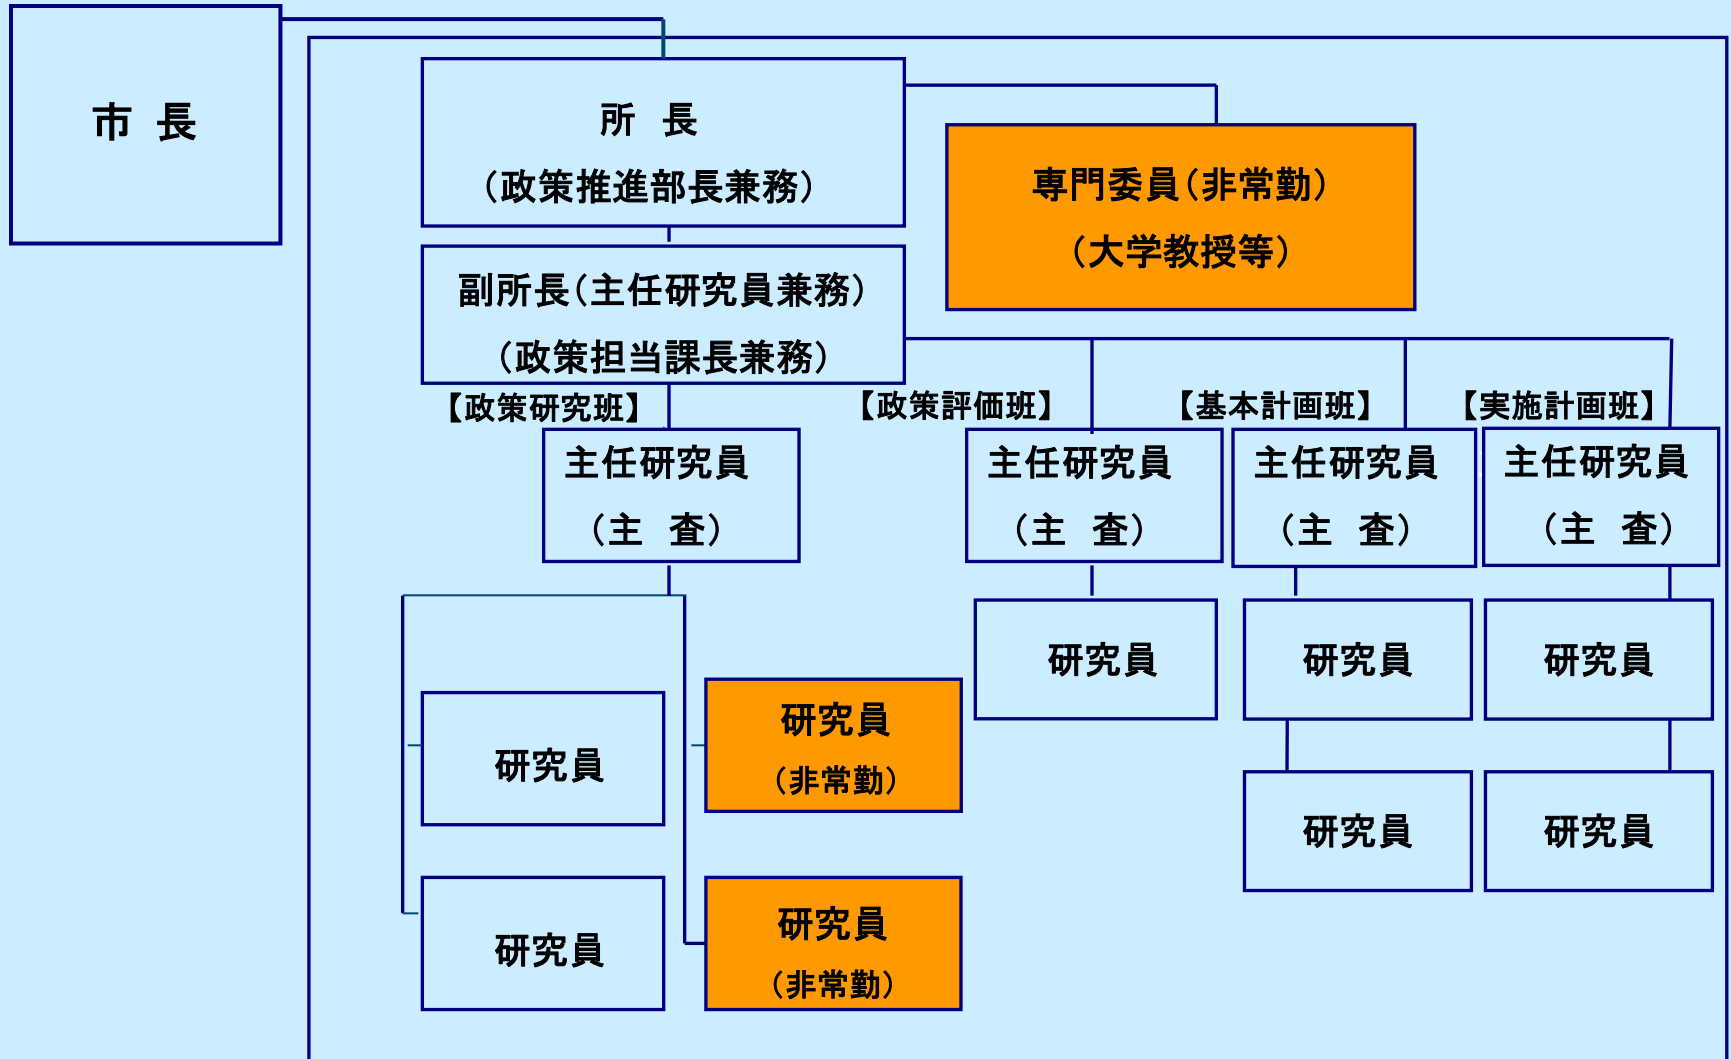 市 長
所 長
（政策推進部長兼務）
専門委員（非常勤）
（大学教授等）
副所長（主任研究員兼務）
（政策担当課長兼務）
【政策研究班】
【政策評価班】
【基本計画班】
【実施計画班】
主任研究員
（主 査）
主任研究員
（主 査）
主任研究員
（主 査）
主任研究員
（主 査）
研究員
研究員
研究員
研究員
研究員
（非常勤）
研究員
研究員
研究員
研究員
（非常勤）